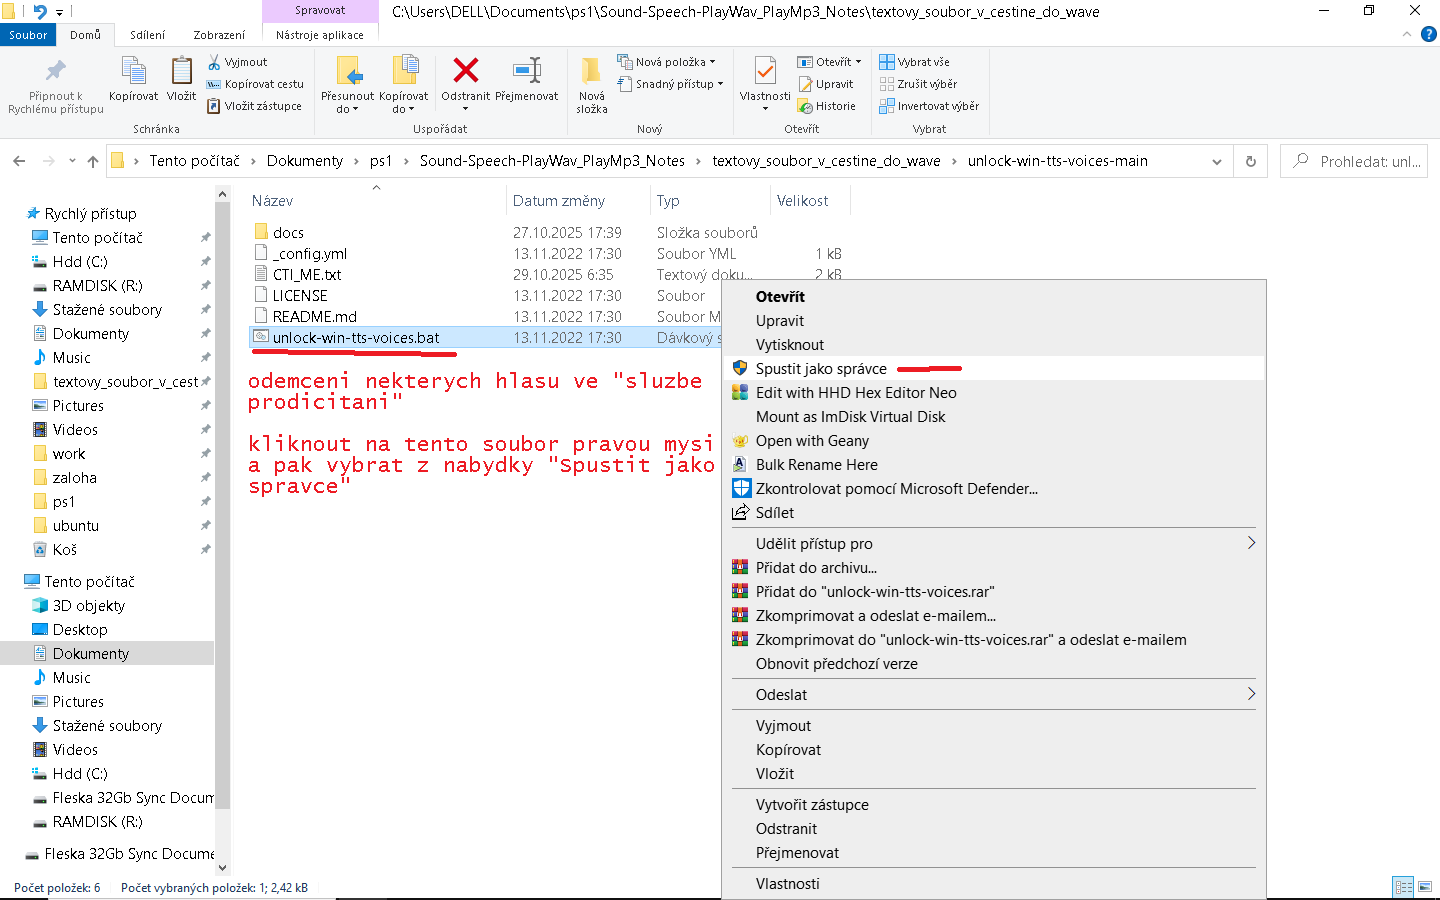 Spravovat
C:\Users\DELL\Documents\ps1\Sound-Speech-PlayWav_PlayMp3_Notes\textovy_soubor_v_cestine_do_wave
Soubor
Domů
Sdílení
Zobrazení
Nástroje aplikace
Připnout k
Rychlému přístupu
Kopírovat
Vložit
Vyjmout
Kopírovat cestu
Vložit zástupce
Schránka
Přesunout
do
Kopírovat
do
Odstranit
Přejmenovat
Uspořádat
Nová
složka
Nová položka
Snadný přístup
Nový
Vlastnosti
Otevřít
Upravit
Historie
Otevřít
Vybrat vše
Zrušit výběr
Invertovat výběr
Vybrat
Tento počítač
Dokumenty
ps1
Sound-Speech-PlayWav_PlayMp3_Notes
textovy_soubor_v_cestine_do_wave
unlock-win-tts-voices-main
Prohledat: unl...
Rychlý přístup
Tento počítač
Hdd (C:)
RAMDISK (R:)
Stažené soubory
Dokumenty
Music
textovy_soubor_v_cest
Pictures
Videos
work
zaloha
ps1
ubuntu
Koš
Tento počítač
3D objekty
Desktop
Dokumenty
Music
Pictures
Stažené soubory
Videos
Hdd (C:)
Fleska 32Gb Sync Docum
RAMDISK (R:)
Fleska 32Gb Sync Docume
Název Datum změny Typ Velikost
docs 27.10.2025 17:39 Složka souborů
_config.yml 13.11.2022 17:30 Soubor YML 1 kB
CTI_ME.txt 29.10.2025 6:35 Textový doku... 2 kB
LICENSE 13.11.2022 17:30 Soubor
README.md 13.11.2022 17:30 Soubor M
unlock-win-tts-voices.bat 13.11.2022 17:30 Dávkový s
odemceni nekterych hlasu ve "sluzbe
prodicitani"
kliknout na tento soubor pravou mysi
a pak vybrat z nabydky "Spustit jako
spravce"
Otevřít
Upravit
Vytisknout
Spustit jako správce
Edit with HHD Hex Editor Neo
Mount as ImDisk Virtual Disk
Open with Geany
Bulk Rename Here
Zkontrolovat pomocí Microsoft Defender...
Sdílet
Udělit přístup pro
Přidat do archivu...
Přidat do "unlock-win-tts-voices.rar"
Zkomprimovat a odeslat e-mailem...
Zkomprimovat do "unlock-win-tts-voices.rar" a odeslat e-mailem
Obnovit předchozí verze
Odeslat
Vyjmout
Kopírovat
Vložit
Vytvořit zástupce
Odstranit
Přejmenovat
Vlastnosti
Počet položek: 6 Počet vybraných položek: 1; 2,42 kB